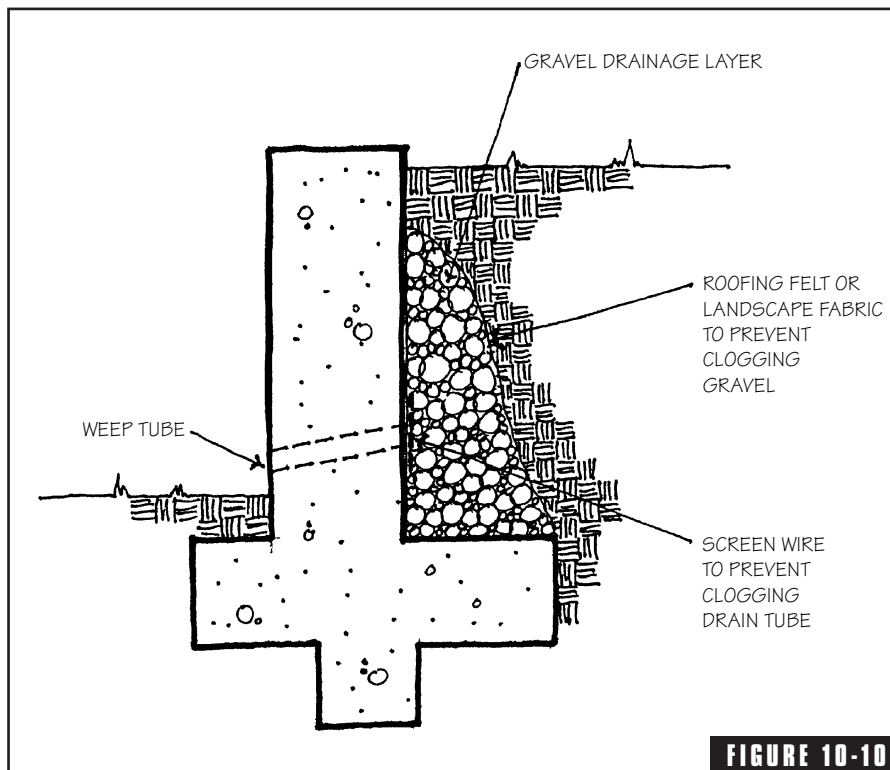 GRAVEL DRAINAGE LAYER
ROOFING FELT OR
LANDSCAPE FABRIC
TO PREVENT
CLOGGING
GRAVEL
WEEP TUBE
SCREEN WIRE
TO PREVENT
CLOGGING
DRAIN TUBE
FIGURE 10-10